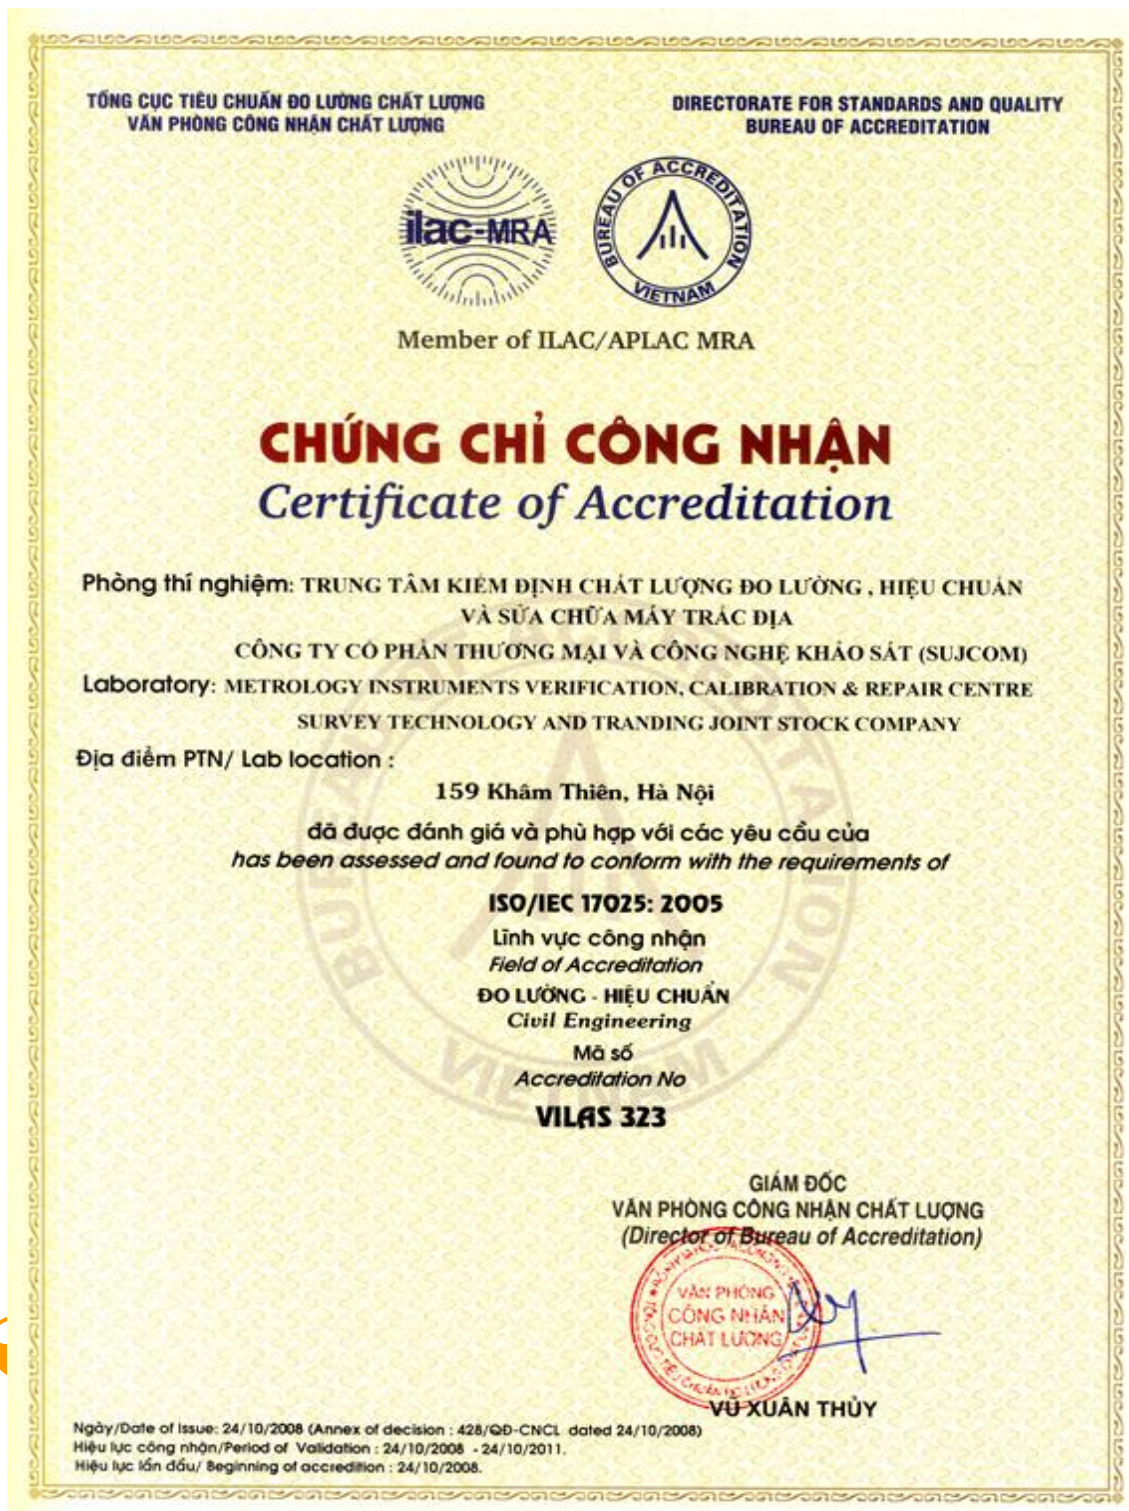 TỔNG CỤC TIÊU CHUẨN ĐO LƯỜNG CHẤT LƯỢNG
VĂN PHÒNG CÔNG NHẬN CHẤT LƯỢNG
DIRECTORATE FOR STANDARDS AND QUALITY
BUREAU OF ACCREDITATION
ilac-MRA
BUREAU OF ACCREDITATION
VIETNAM
Member of ILAC/APLAC MRA
CHỨNG CHỈ CÔNG NHẬN
Certificate of Accreditation
Phòng thí nghiệm: TRUNG TÂM KIỂM ĐỊNH CHẤT LƯỢNG ĐO LƯỜNG , HIỆU CHUẨN
VÀ SỬA CHỮA MÁY TRẮC ĐỊA
CÔNG TY CỔ PHẦN THƯƠNG MẠI VÀ CÔNG NGHỆ KHẢO SÁT (SUJCOM)
Laboratory: METROLOGY INSTRUMENTS VERIFICATION, CALIBRATION & REPAIR CENTRE
SURVEY TECHNOLOGY AND TRANDING JOINT STOCK COMPANY
Địa điểm PTN/ Lab location :
159 Khâm Thiên, Hà Nội
đã được đánh giá và phù hợp với các yêu cầu của
has been assessed and found to conform with the requirements of
ISO/IEC 17025: 2005
Lĩnh vực công nhận
Field of Accreditation
ĐO LƯỜNG - HIỆU CHUẨN
Civil Engineering
Mã số
Accreditation No
VILAS 323
GIÁM ĐỐC
VĂN PHÒNG CÔNG NHẬN CHẤT LƯỢNG
(Director of Bureau of Accreditation)
VĂN PHÒNG
CÔNG NHẬN
CHẤT LƯỢNG
VŨ XUÂN THỦY
Ngày/Date of Issue: 24/10/2008 (Annex of decision : 428/QĐ-CNCL dated 24/10/2008)
Hiệu lực công nhận/Period of Validation : 24/10/2008 - 24/10/2011.
Hiệu lực lần đầu/ Beginning of accredition : 24/10/2008.